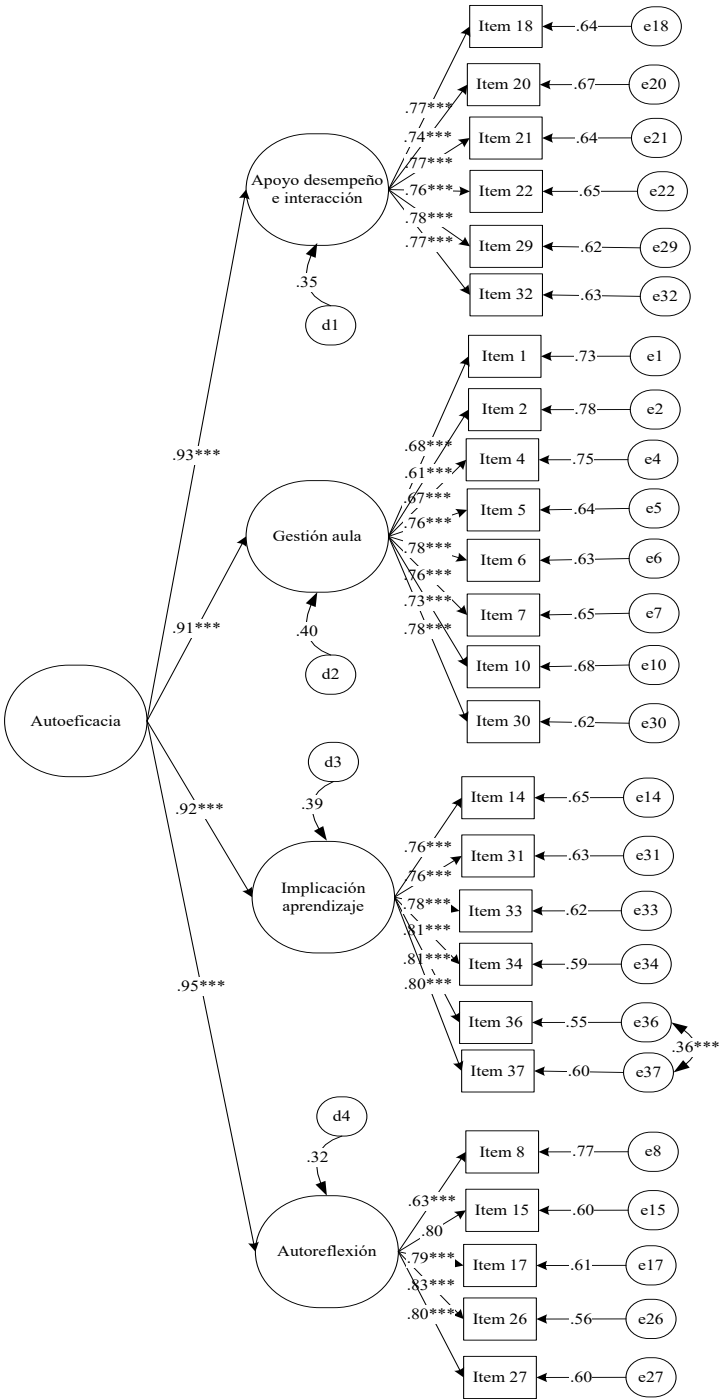 Item 18
.64
e18
Item 20
.67
e20
Item 21
.64
e21
Item 22
.65
e22
Item 29
.62
e29
Item 32
.63
e32
.77***
.74***
.77***
.76***
.78***
.77***
Apoyo desempeño
e interacción
.35
d1
.93***
Item 1
.73
e1
Item 2
.78
e2
Item 4
.75
e4
Item 5
.64
e5
Item 6
.63
e6
Item 7
.65
e7
Item 10
.68
e10
Item 30
.62
e30
.68***
.61***
.67***
.76***
.78***
.76***
.73***
.78***
Gestión aula
.40
d2
.91***
Autoeficacia
d3
.39
.92***
Implicación
aprendizaje
.76***
.76***
.78***
.81***
.81***
.80***
Item 14
.65
e14
Item 31
.63
e31
Item 33
.62
e33
Item 34
.59
e34
Item 36
.55
e36
.36***
Item 37
.60
e37
.95***
d4
.32
Autoreflexión
.63***
.80
.79***
.83***
.80***
Item 8
.77
e8
Item 15
.60
e15
Item 17
.61
e17
Item 26
.56
e26
Item 27
.60
e27